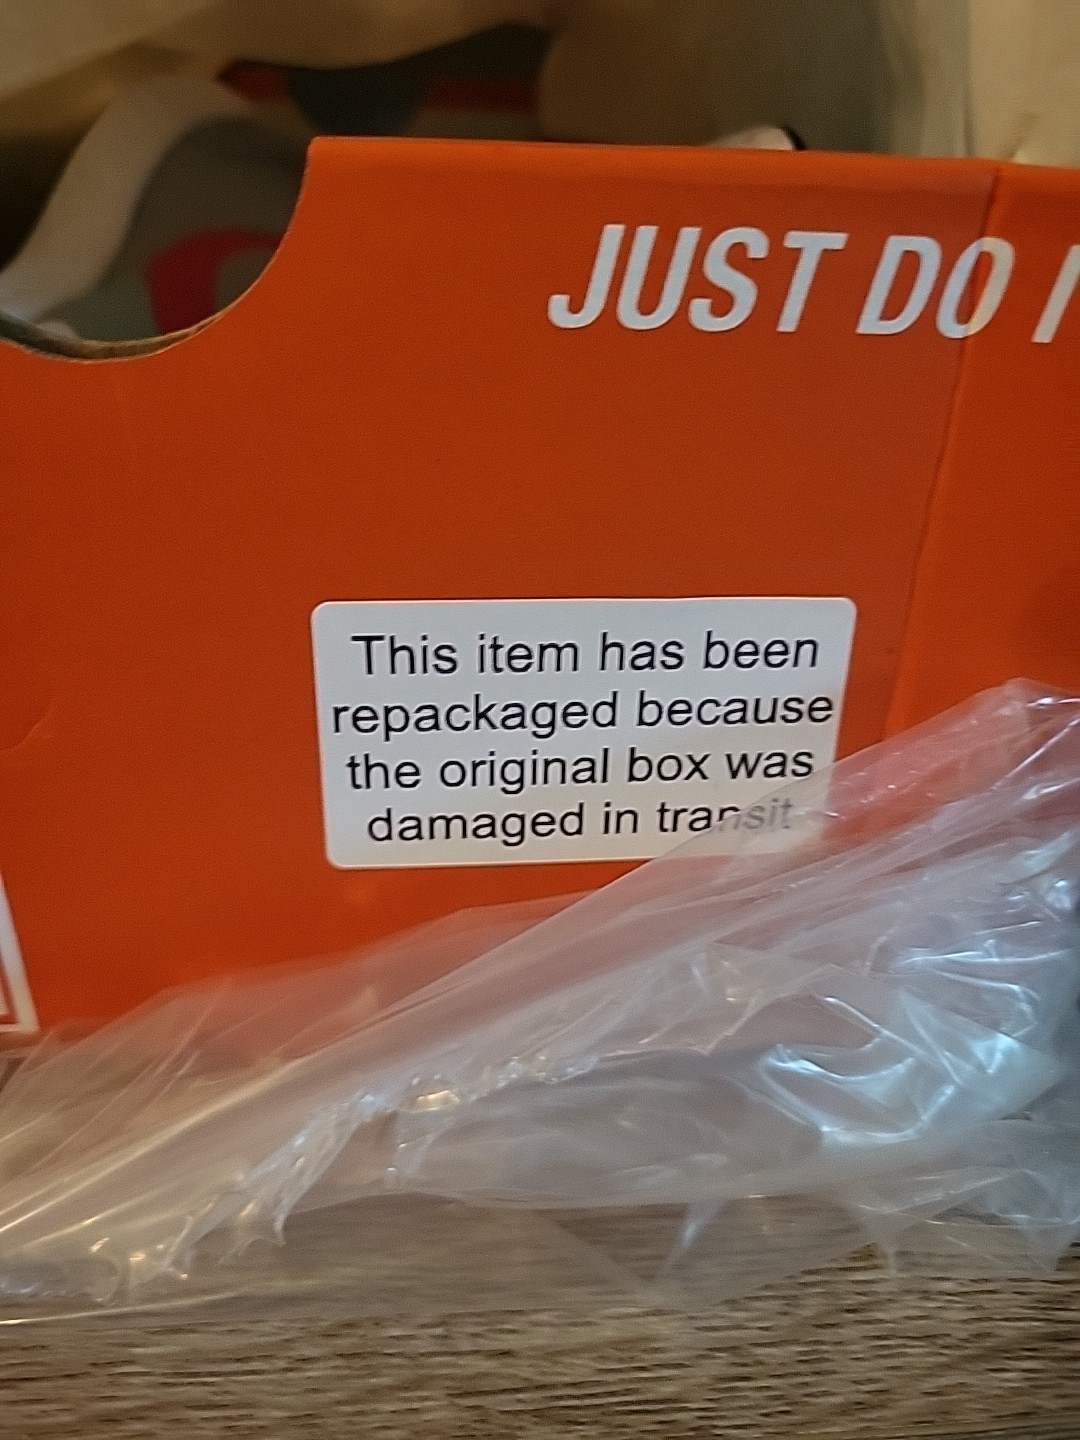 JUST DO I
This item has been
repackaged because
the original box was
damaged in transit